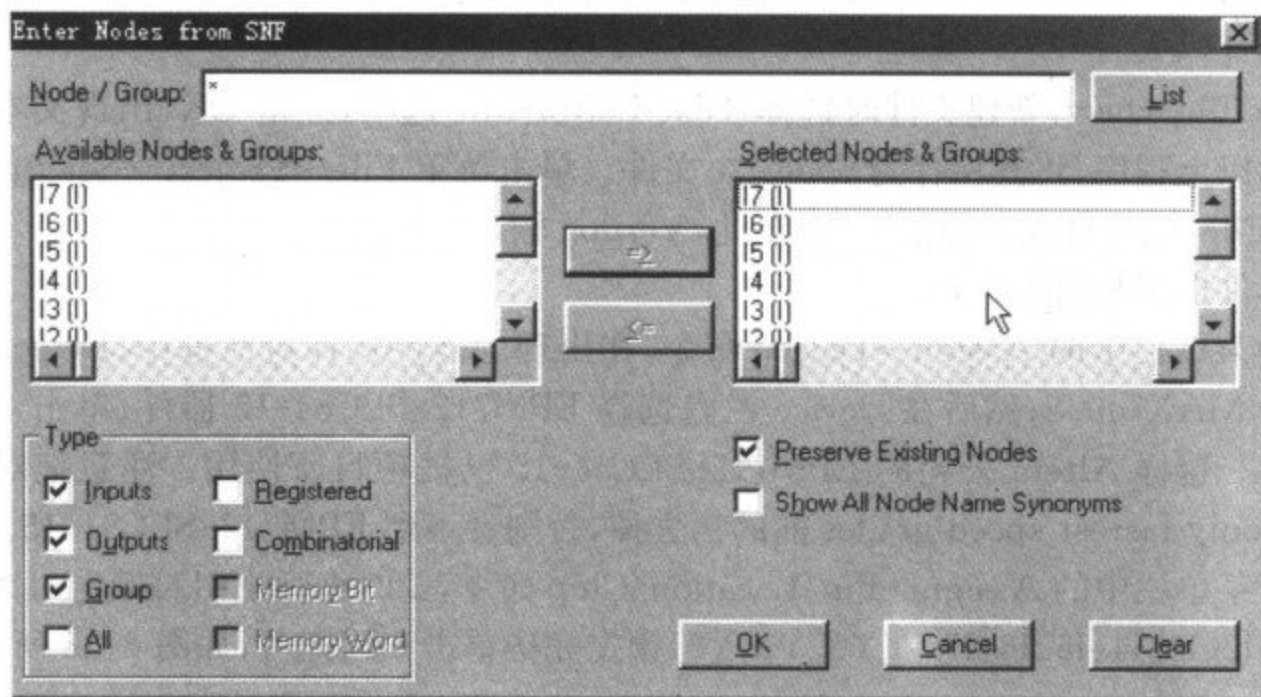 Enter Nodes from SNF
Node / Group: * List
Available Nodes & Groups:
I7 (I)
I6 (I)
I5 (I)
I4 (I)
I3 (I)
I2 (I)
=>
<=
Selected Nodes & Groups:
I7 (I)
I6 (I)
I5 (I)
I4 (I)
I3 (I)
I2 (I)
Type
Inputs Registered
Outputs Combinatorial
Group Memory Bit
All Memory Word
Preserve Existing Nodes
Show All Node Name Synonyms
OK Cancel Clear